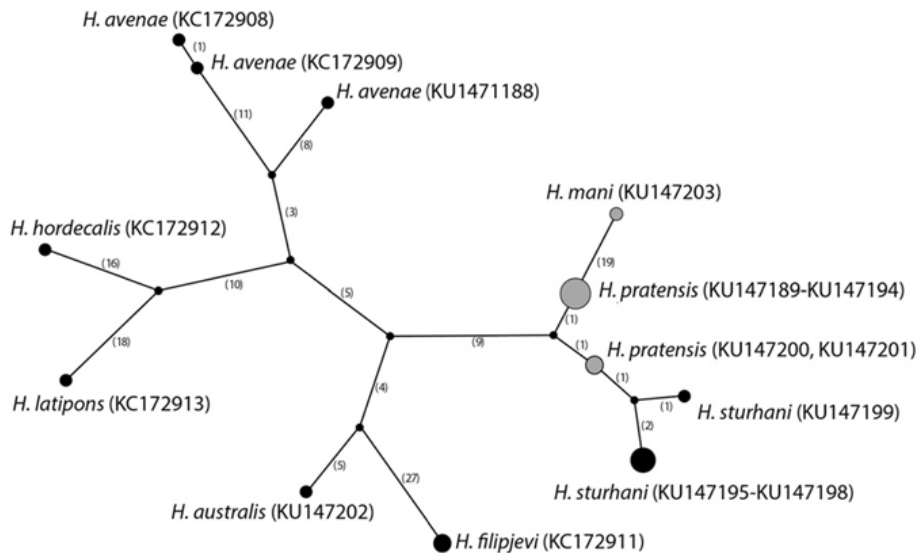 H. avenae (KC172908)
(1)
H. avenae (KC172909)
H. avenae (KU1471188)
(11)
(8)
H. mani (KU147203)
(3)
H. hordecalis (KC172912)
(16)
(19)
(10)
(5)
H. pratensis (KU147189-KU147194)
(1)
(9)
(1)
H. pratensis (KU147200, KU147201)
(18)
(1)
(4)
H. latipons (KC172913)
(1)
H. sturhani (KU147199)
(2)
(5)
(27)
H. sturhani (KU147195-KU147198)
H. australis (KU147202)
H. filipjevi (KC172911)